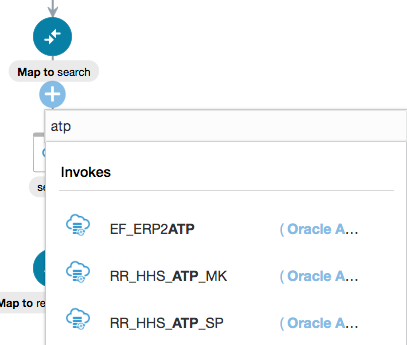 Map to search
atp
Invokes
EF_ERP2ATP ( Oracle A...
RR_HHS_ATP_MK ( Oracle A...
RR_HHS_ATP_SP ( Oracle A...
se
Map to re